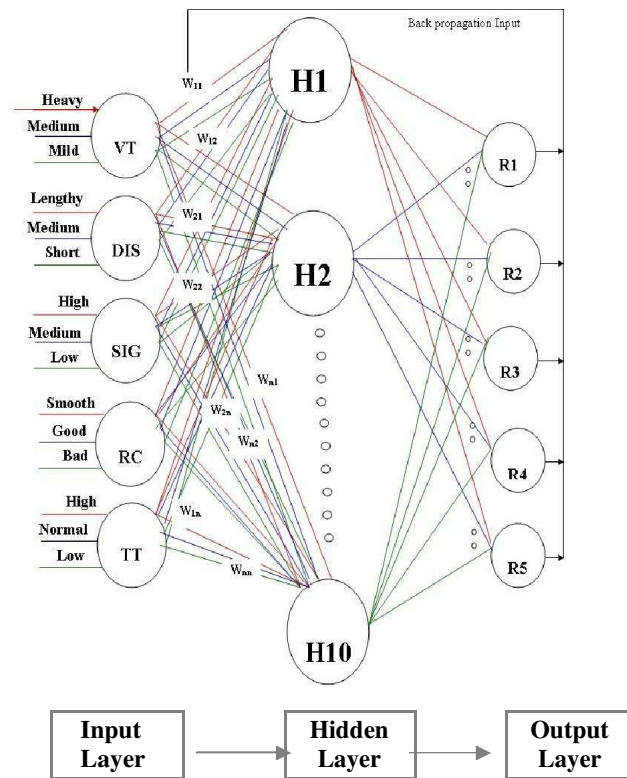 Back propagation Input
H1
W11
Heavy
Medium
Mild
VT
W12
R1
Lengthy
Medium
Short
DIS
W21
H2
R2
W22
High
Medium
Low
SIG
R3
Wn1
Smooth
Good
Bad
RC
W2n
Wn2
R4
High
Normal
Low
TT
W1n
Wnn
R5
H10
Input
Layer
Hidden
Layer
Output
Layer